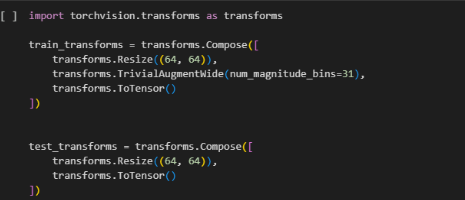 [ ] import torchvision.transforms as transforms
train_transforms = transforms.Compose([
    transforms.Resize((64, 64)),
    transforms.TrivialAugmentWide(num_magnitude_bins=31),
    transforms.ToTensor()
])
test_transforms = transforms.Compose([
    transforms.Resize((64, 64)),
    transforms.ToTensor()
])